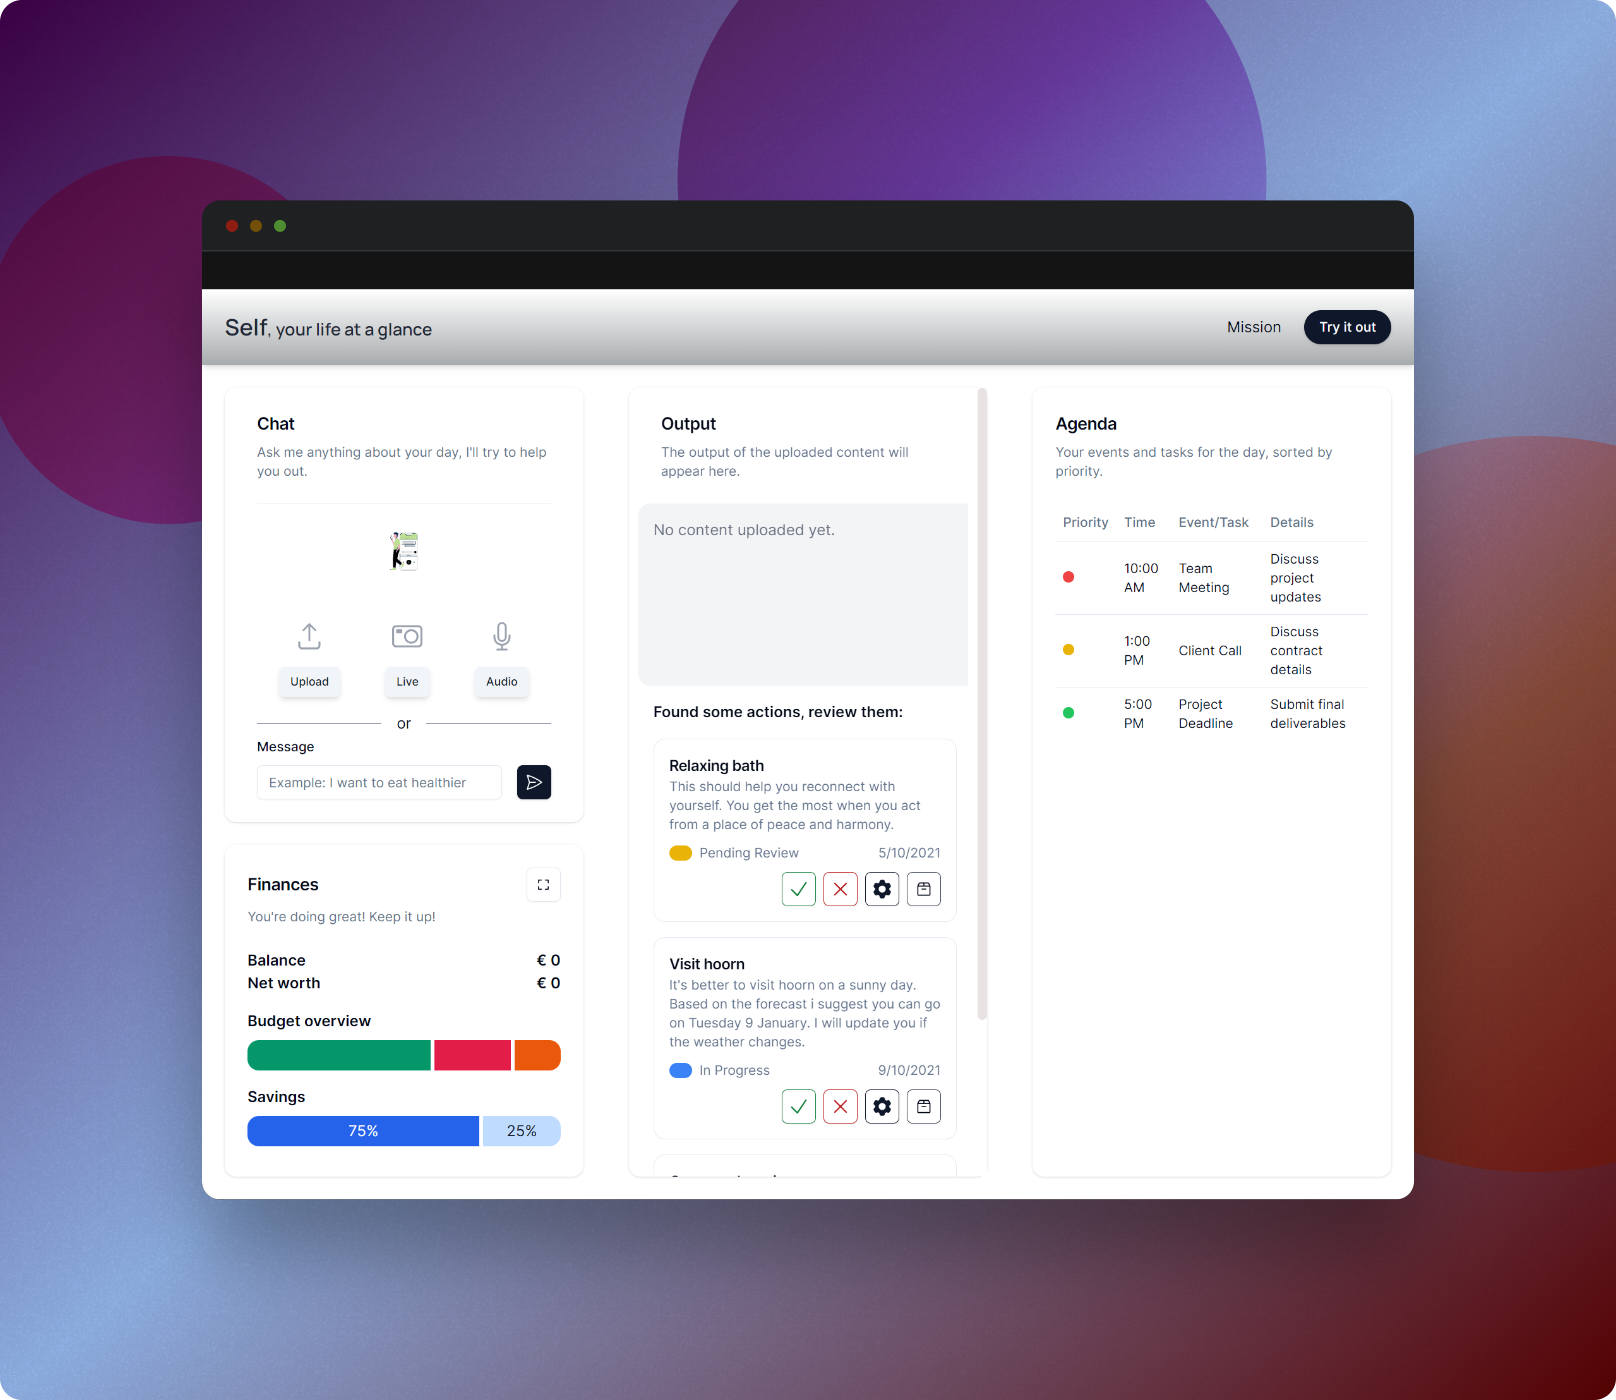 Self, your life at a glance
Mission
Try it out
Chat
Ask me anything about your day, I'll try to help
you out.
Upload
Live
Audio
or
Message
Example: I want to eat healthier
Finances
You're doing great! Keep it up!
Balance
€ 0
Net worth
€ 0
Budget overview
Savings
75%
25%
Output
The output of the uploaded content will
appear here.
No content uploaded yet.
Found some actions, review them:
Relaxing bath
This should help you reconnect with
yourself. You get the most when you act
from a place of peace and harmony.
Pending Review
5/10/2021
Visit hoorn
It's better to visit hoorn on a sunny day.
Based on the forecast i suggest you can go
on Tuesday 9 January. I will update you if
the weather changes.
In Progress
9/10/2021
Agenda
Your events and tasks for the day, sorted by
priority.
Priority Time Event/Task Details
10:00
AM
Team
Meeting
Discuss
project
updates
1:00
PM
Client Call
Discuss
contract
details
5:00
PM
Project
Deadline
Submit final
deliverables